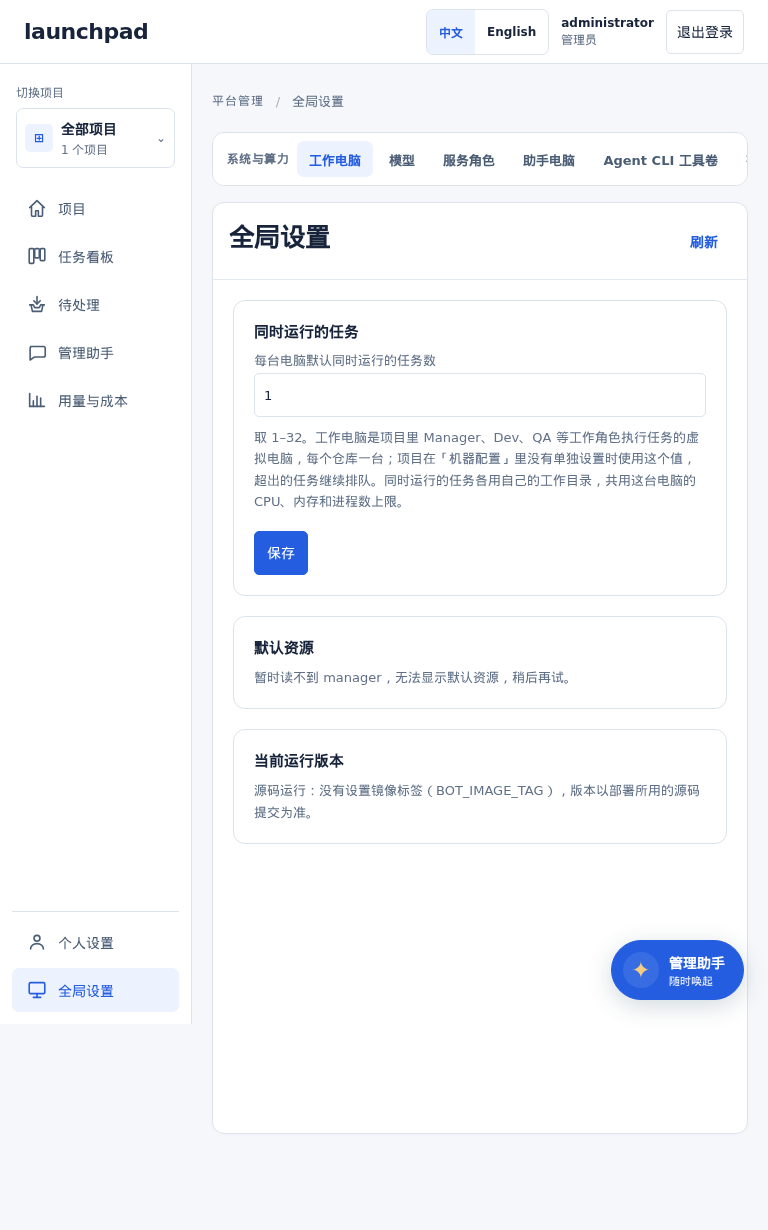 launchpad
中文
English
administrator
管理员
退出登录
切换项目
全部项目
1 个项目
项目
任务看板
待处理
管理助手
用量与成本
个人设置
全局设置
平台管理 / 全局设置
系统与算力
工作电脑
模型
服务角色
助手电脑
Agent CLI 工具卷
全局设置
刷新
同时运行的任务
每台电脑默认同时运行的任务数
1
取 1–32。工作电脑是项目里 Manager、Dev、QA 等工作角色执行任务的虚
拟电脑，每个仓库一台；项目在「机器配置」里没有单独设置时使用这个值，
超出的任务继续排队。同时运行的任务各用自己的工作目录，共用这台电脑的
CPU、内存和进程数上限。
保存
默认资源
暂时读不到 manager，无法显示默认资源，稍后再试。
当前运行版本
源码运行：没有设置镜像标签（BOT_IMAGE_TAG），版本以部署所用的源码
提交为准。
管理助手
随时唤起